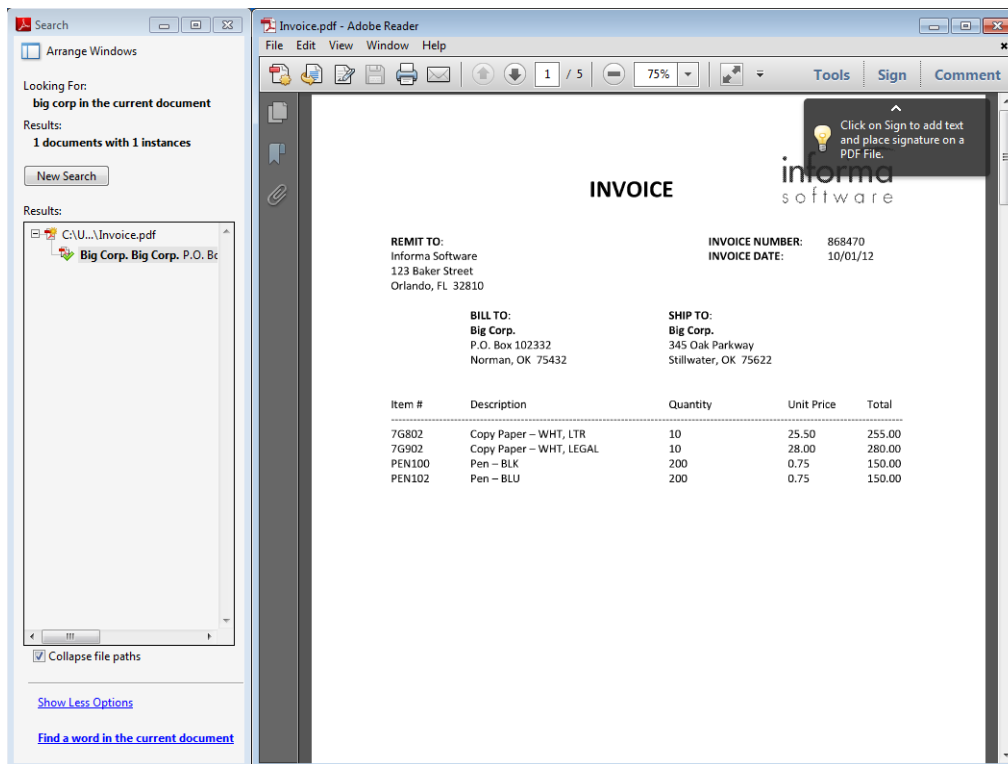 Search
Arrange Windows
Looking For:
big corp in the current document
Results:
1 documents with 1 instances
New Search
Results:
C:\U...\Invoice.pdf
Big Corp. Big Corp. P.O. Bo
Collapse file paths
Show Less Options
Find a word in the current document
Invoice.pdf - Adobe Reader
File Edit View Window Help
1 / 5 75% Tools Sign Comment
Click on Sign to add text
and place signature on a
PDF File.
informa
software
INVOICE
REMIT TO: INVOICE NUMBER: 868470
Informa Software INVOICE DATE: 10/01/12
123 Baker Street
Orlando, FL 32810
BILL TO: SHIP TO:
Big Corp. Big Corp.
P.O. Box 102332 345 Oak Parkway
Norman, OK 75432 Stillwater, OK 75622
Item # Description Quantity Unit Price Total
7G802 Copy Paper – WHT, LTR 10 25.50 255.00
7G902 Copy Paper – WHT, LEGAL 10 28.00 280.00
PEN100 Pen – BLK 200 0.75 150.00
PEN102 Pen – BLU 200 0.75 150.00